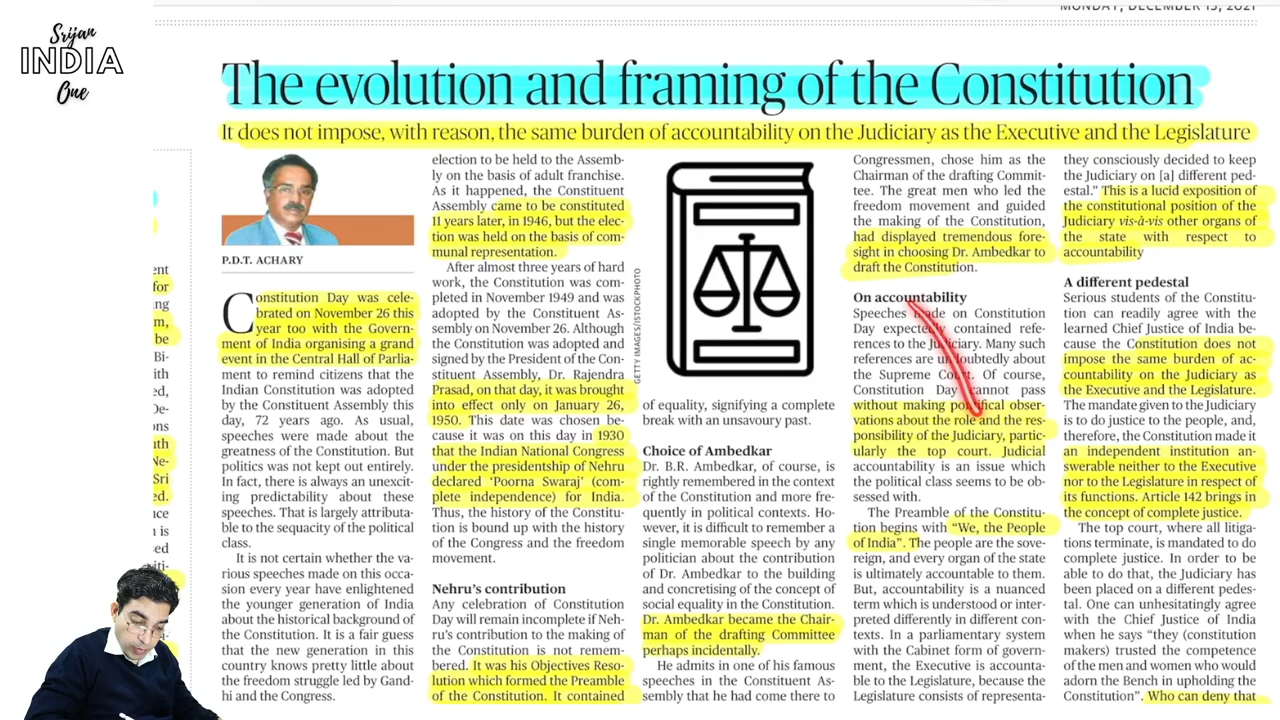 MONDAY, DECEMBER 13, 2021
Srijan
INDIA
One
The evolution and framing of the Constitution
It does not impose, with reason, the same burden of accountability on the Judiciary as the Executive and the Legislature
P.D.T. ACHARY
Constitution Day was cele-
brated on November 26 this
year too with the Govern-
ment of India organising a grand
event in the Central Hall of Parlia-
ment to remind citizens that the
Indian Constitution was adopted
by the Constituent Assembly this
day, 72 years ago. As usual,
speeches were made about the
greatness of the Constitution. But
politics was not kept out entirely.
In fact, there is always an unexcit-
ing predictability about these
speeches. That is largely attributa-
ble to the sequacity of the political
class.
It is not certain whether the va-
rious speeches made on this occa-
sion every year have enlightened
the younger generation of India
about the historical background of
the Constitution. It is a fair guess
that the new generation in this
country knows pretty little about
the freedom struggle led by Gand-
hi and the Congress.
election to be held to the Assemb-
ly on the basis of adult franchise.
As it happened, the Constituent
Assembly came to be constituted
11 years later, in 1946, but the elec-
tion was held on the basis of com-
munal representation.
After almost three years of hard
work, the Constitution was com-
pleted in November 1949 and was
adopted by the Constituent As-
sembly on November 26. Although
the Constitution was adopted and
signed by the President of the Con-
stituent Assembly, Dr. Rajendra
Prasad, on that day, it was brought
into effect only on January 26,
1950. This date was chosen be-
cause it was on this day in 1930
that the Indian National Congress
under the presidentship of Nehru
declared ‘Poorna Swaraj’ (com-
plete independence) for India.
Thus, the history of the Constitu-
tion is bound up with the history
of the Congress and the freedom
movement.
Nehru’s contribution
Any celebration of Constitution
Day will remain incomplete if Neh-
ru’s contribution to the making of
the Constitution is not remem-
bered. It was his Objectives Reso-
lution which formed the Preamble
of the Constitution. It contained
GETTY IMAGES/ISTOCKPHOTO
of equality, signifying a complete
break with an unsavoury past.
Choice of Ambedkar
Dr. B.R. Ambedkar, of course, is
rightly remembered in the context
of the Constitution and more fre-
quently in political contexts. Ho-
wever, it is difficult to remember a
single memorable speech by any
politician about the contribution
of Dr. Ambedkar to the building
and concretising of the concept of
social equality in the Constitution.
Dr. Ambedkar became the Chair-
man of the drafting Committee
perhaps incidentally.
He admits in one of his famous
speeches in the Constituent As-
sembly that he had come there to
Congressmen, chose him as the
Chairman of the drafting Commit-
tee. The great men who led the
freedom movement and guided
the making of the Constitution,
had displayed tremendous fore-
sight in choosing Dr. Ambedkar to
draft the Constitution.
On accountability
Speeches made on Constitution
Day expectedly contained refe-
rences to the Judiciary. Many such
references are undoubtedly about
the Supreme Court. Of course,
Constitution Day cannot pass
without making pontifical obser-
vations about the role and the res-
ponsibility of the Judiciary, partic-
ularly the top court. Judicial
accountability is an issue which
the political class seems to be ob-
sessed with.
The Preamble of the Constitu-
tion begins with “We, the People
of India”. The people are the sove-
reign, and every organ of the state
is ultimately accountable to them.
But, accountability is a nuanced
term which is understood or inter-
preted differently in different con-
texts. In a parliamentary system
with the Cabinet form of govern-
ment, the Executive is accounta-
ble to the Legislature, because the
Legislature consists of representa-
they consciously decided to keep
the Judiciary on [a] different ped-
estal.” This is a lucid exposition of
the constitutional position of the
Judiciary vis-à-vis other organs of
the state with respect to
accountability
A different pedestal
Serious students of the Constitu-
tion can readily agree with the
learned Chief Justice of India be-
cause the Constitution does not
impose the same burden of ac-
countability on the Judiciary as
the Executive and the Legislature.
The mandate given to the Judiciary
is to do justice to the people, and,
therefore, the Constitution made it
an independent institution an-
swerable neither to the Executive
nor to the Legislature in respect of
its functions. Article 142 brings in
the concept of complete justice.
The top court, where all litiga-
tions terminate, is mandated to do
complete justice. In order to be
able to do that, the Judiciary has
been placed on a different pedes-
tal. One can unhesitatingly agree
with the Chief Justice of India
when he says “they (constitution
makers) trusted the competence
of the men and women who would
adorn the Bench in upholding the
Constitution”. Who can deny that